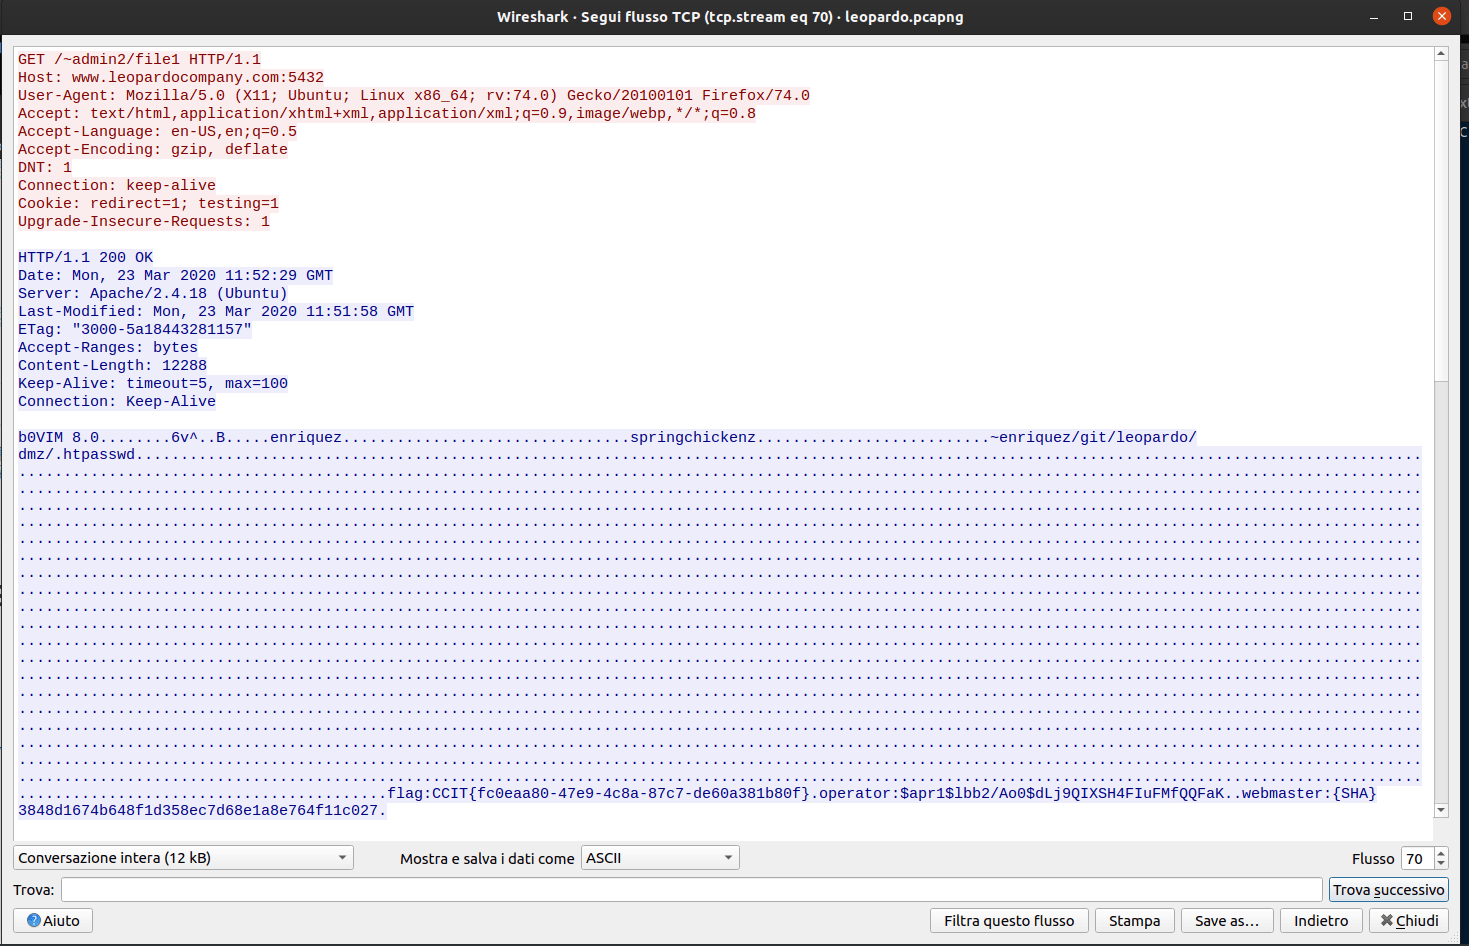 Wireshark · Segui flusso TCP (tcp.stream eq 70) · leopardo.pcapng
GET /~admin2/file1 HTTP/1.1
Host: www.leopardocompany.com:5432
User-Agent: Mozilla/5.0 (X11; Ubuntu; Linux x86_64; rv:74.0) Gecko/20100101 Firefox/74.0
Accept: text/html,application/xhtml+xml,application/xml;q=0.9,image/webp,*/*;q=0.8
Accept-Language: en-US,en;q=0.5
Accept-Encoding: gzip, deflate
DNT: 1
Connection: keep-alive
Cookie: redirect=1; testing=1
Upgrade-Insecure-Requests: 1
HTTP/1.1 200 OK
Date: Mon, 23 Mar 2020 11:52:29 GMT
Server: Apache/2.4.18 (Ubuntu)
Last-Modified: Mon, 23 Mar 2020 11:51:58 GMT
ETag: "3000-5a18443281157"
Accept-Ranges: bytes
Content-Length: 12288
Keep-Alive: timeout=5, max=100
Connection: Keep-Alive
b0VIM 8.0........6v^..B.....enriquez................................springchickenz..........................~enriquez/git/leopardo/
dmz/.htpasswd
.........................................flag:CCIT{fc0eaa80-47e9-4c8a-87c7-de60a381b80f}.operator:$apr1$lbb2/Ao0$dLj9QIXSH4FIuFMfQQFaK..webmaster:{SHA}
3848d1674b648f1d358ec7d68e1a8e764f11c027.
Conversazione intera (12 kB)
Mostra e salva i dati come ASCII
Flusso 70
Trova:
Trova successivo
Aiuto
Filtra questo flusso
Stampa
Save as…
Indietro
Chiudi